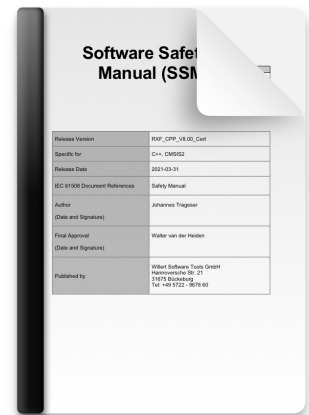 Software Safet
Manual (SSM
Release Version RXF_CPP_V8.00_Cert
Specific for C++, CMSIS2
Release Date 2021-03-31
IEC 61508 Document References Safety Manual
Author
(Date and Signature)
Johannes Trageser
Final Approval
(Date and Signature)
Walter van der Heiden
Published by
Willert Software Tools GmbH
Hannoversche Str. 21
31675 Bückeburg
Tel: +49 5722 - 9678 60